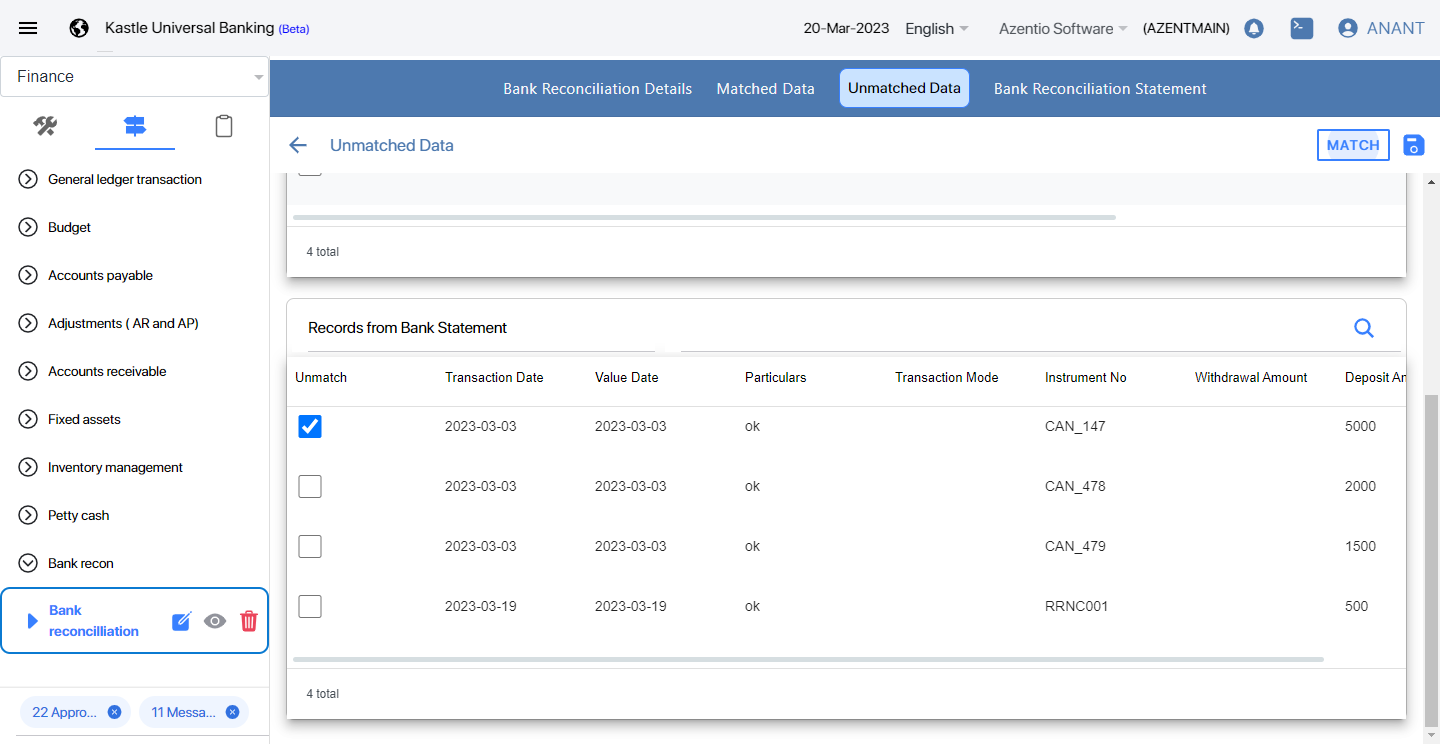 Kastle Universal Banking (Beta)
20-Mar-2023 English Azentio Software (AZENTMAIN) ANANT
Finance
Bank Reconciliation Details Matched Data Unmatched Data Bank Reconciliation Statement
Unmatched Data MATCH
General ledger transaction
Budget
Accounts payable
Adjustments ( AR and AP)
Accounts receivable
Fixed assets
Inventory management
Petty cash
Bank recon
Bank
reconcilliation
22 Appro... 11 Messa...
4 total
Records from Bank Statement
Unmatch Transaction Date Value Date Particulars Transaction Mode Instrument No Withdrawal Amount Deposit An
2023-03-03 2023-03-03 ok CAN_147 5000
2023-03-03 2023-03-03 ok CAN_478 2000
2023-03-03 2023-03-03 ok CAN_479 1500
2023-03-19 2023-03-19 ok RRNC001 500
4 total